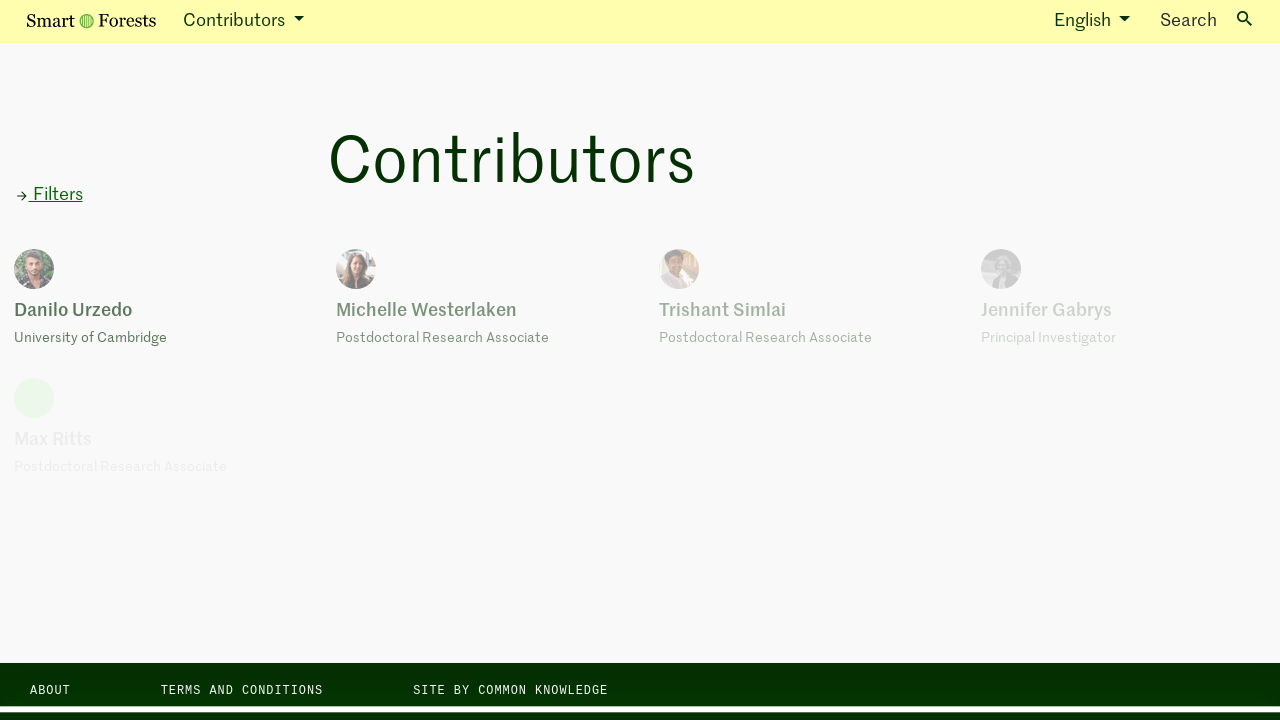 Smart Forests
Contributors
English
Search
Contributors
Filters
Danilo Urzedo
University of Cambridge
Michelle Westerlaken
Postdoctoral Research Associate
Trishant Simlai
Postdoctoral Research Associate
Jennifer Gabrys
Principal Investigator
Max Ritts
Postdoctoral Research Associate
ABOUT
TERMS AND CONDITIONS
SITE BY COMMON KNOWLEDGE